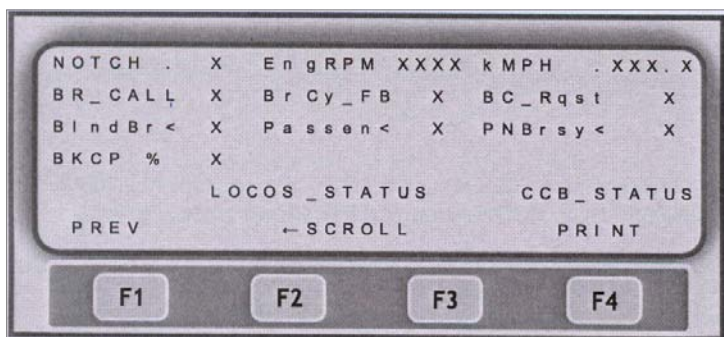 NOTCH . X EngRPM XXXX kMPH .XXX.X
BR_CALL X BrCy_FB X BC_Rqst X
BlndBr< X Passen< X PNBrsy< X
BKCP % X
LOCOS_STATUS CCB_STATUS
PREV ←SCROLL PRINT
F1 F2 F3 F4